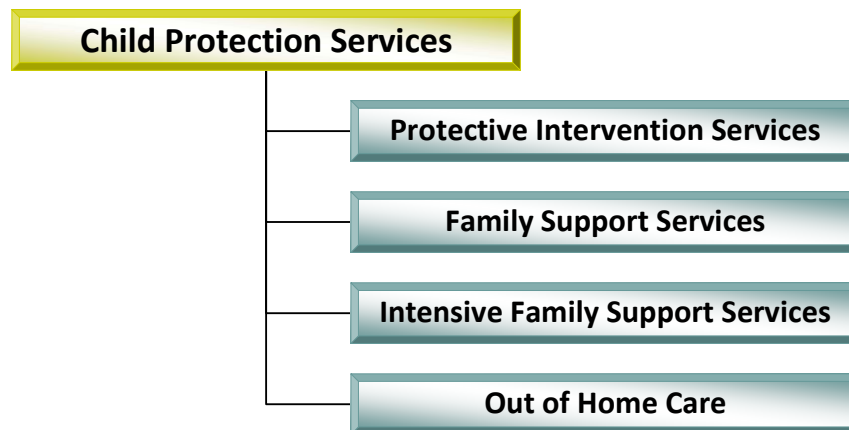 Child Protection Services
Protective Intervention Services
Family Support Services
Intensive Family Support Services
Out of Home Care